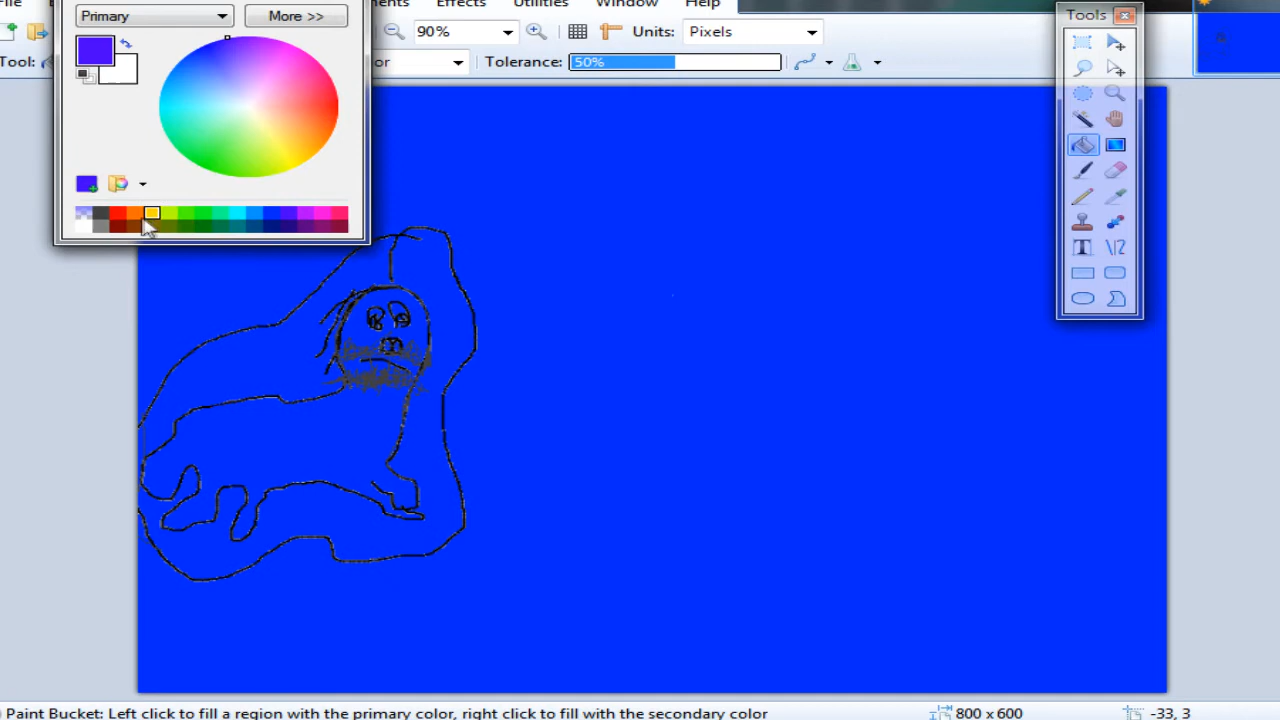 File
Effects
Utilities
Window
Help
Primary
More >>
90%
Units:
Pixels
Tools
Tool:
Tolerance:
50%
Paint Bucket: Left click to fill a region with the primary color, right click to fill with the secondary color
800 x 600
-33, 3